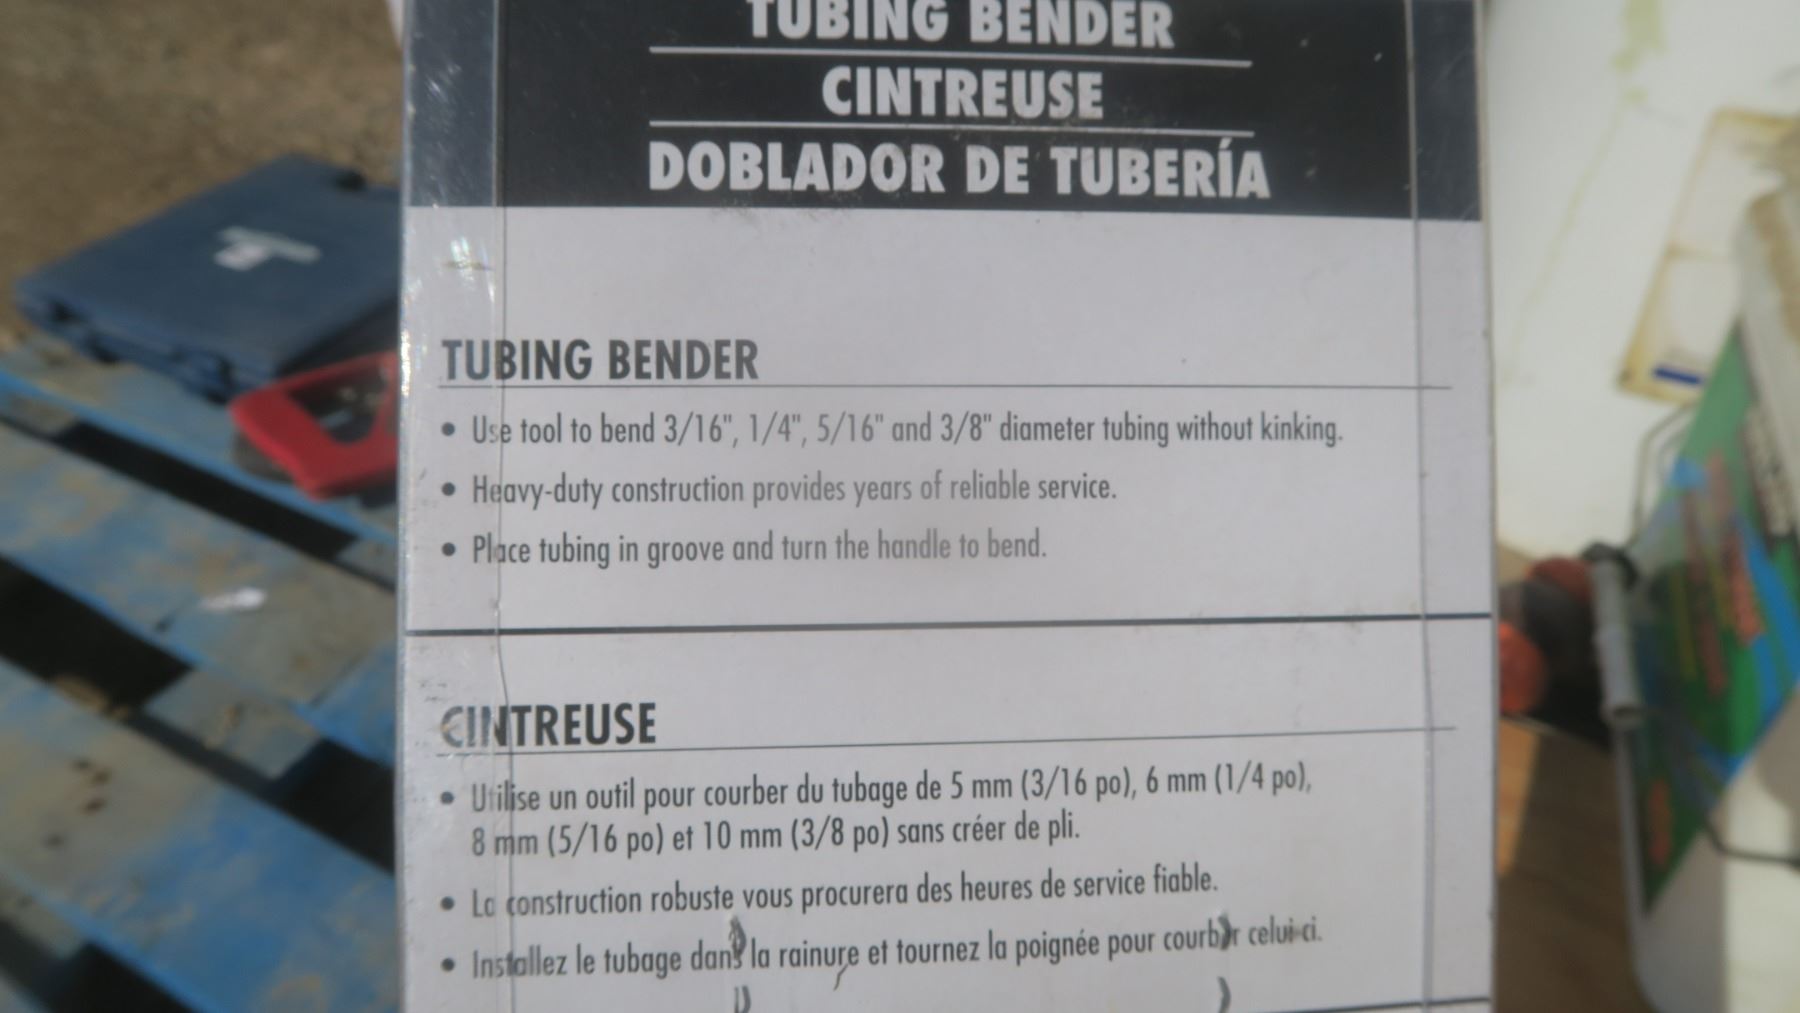 TUBING BENDER
CINTREUSE
DOBLADOR DE TUBERÍA
TUBING BENDER
• Use tool to bend 3/16", 1/4", 5/16" and 3/8" diameter tubing without kinking.
• Heavy-duty construction provides years of reliable service.
• Place tubing in groove and turn the handle to bend.
CINTREUSE
• Utilise un outil pour courber du tubage de 5 mm (3/16 po), 6 mm (1/4 po),
8 mm (5/16 po) et 10 mm (3/8 po) sans créer de pli.
• La construction robuste vous procurera des heures de service fiable.
• Installez le tubage dans la rainure et tournez la poignée pour courber celui-ci.